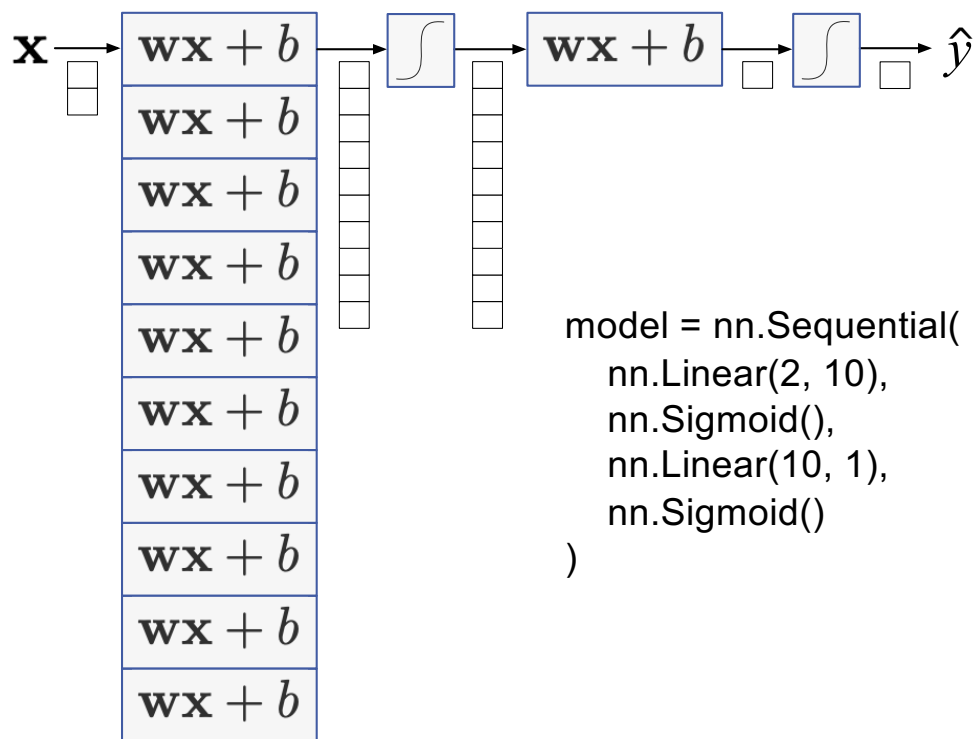 x wx + b wx + b ŷ
wx + b
wx + b
wx + b
wx + b
wx + b
wx + b
wx + b
wx + b
wx + b
model = nn.Sequential(
nn.Linear(2, 10),
nn.Sigmoid(),
nn.Linear(10, 1),
nn.Sigmoid()
)